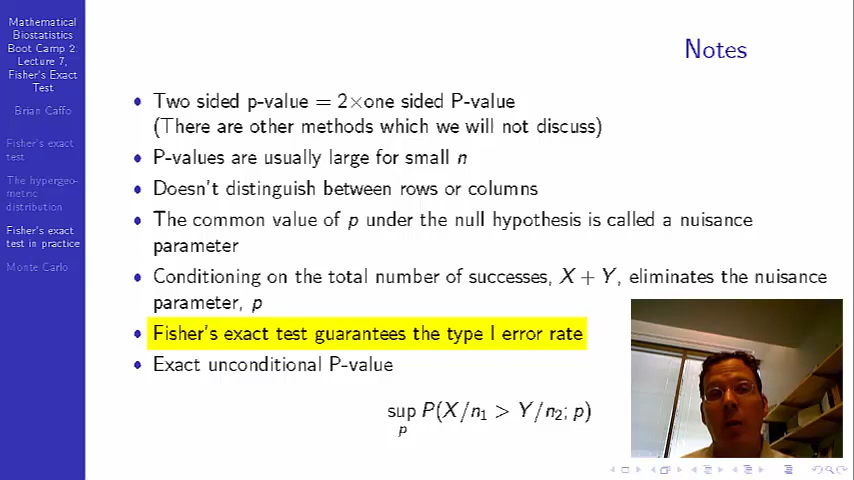 Mathematical
Biostatistics
Boot Camp 2:
Lecture 7,
Fisher's Exact
Test
Brian Caffo
Fisher's exact
test
The hypergeo-
metric
distribution
Fisher's exact
test in practice
Monte Carlo
Notes
• Two sided p-value = 2×one sided P-value
(There are other methods which we will not discuss)
• P-values are usually large for small n
• Doesn't distinguish between rows or columns
• The common value of p under the null hypothesis is called a nuisance
parameter
• Conditioning on the total number of successes, X + Y, eliminates the nuisance
parameter, p
• Fisher's exact test guarantees the type I error rate
• Exact unconditional P-value
sup P(X/n₁ > Y/n₂; p)
p